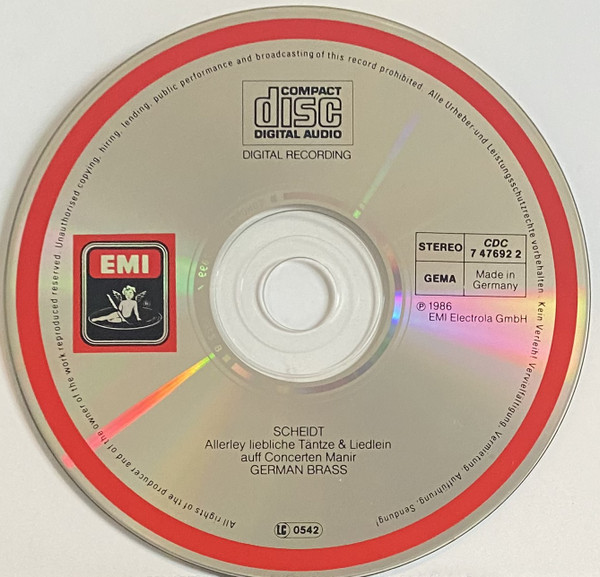 COMPACT
disc
DIGITAL AUDIO
DIGITAL RECORDING
EMI
STEREO
CDC
7 47692 2
GEMA
Made in
Germany
℗ 1986
EMI Electrola GmbH
SCHEIDT
Allerley liebliche Täntze & Liedlein
auff Concerten Manir
GERMAN BRASS
LC 0542
All rights of the producer and of the owner of the work reproduced reserved. Unauthorised copying, hiring, lending, public performance and broadcasting of this record prohibited. Alle Urheber-und Leistungsschutzrechte vorbehalten. Kein Verleih! Vervielfältigung, Vermietung, Aufführung, Sendung!